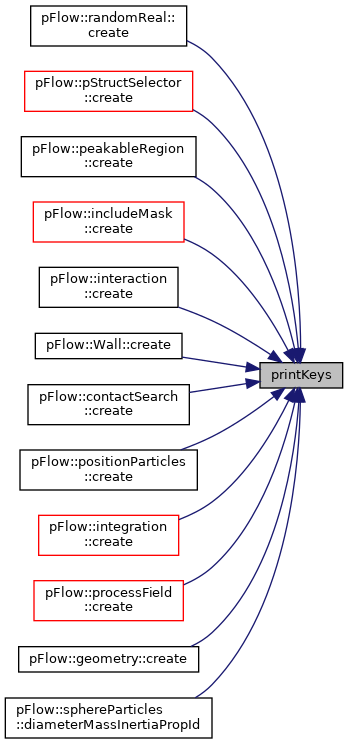 pFlow::randomReal::
create
pFlow::pStructSelector
::create
pFlow::peakableRegion
::create
pFlow::includeMask
::create
pFlow::interaction
::create
pFlow::Wall::create
printKeys
pFlow::contactSearch
::create
pFlow::positionParticles
::create
pFlow::integration
::create
pFlow::processField
::create
pFlow::geometry::create
pFlow::sphereParticles
::diameterMassInertiaPropId